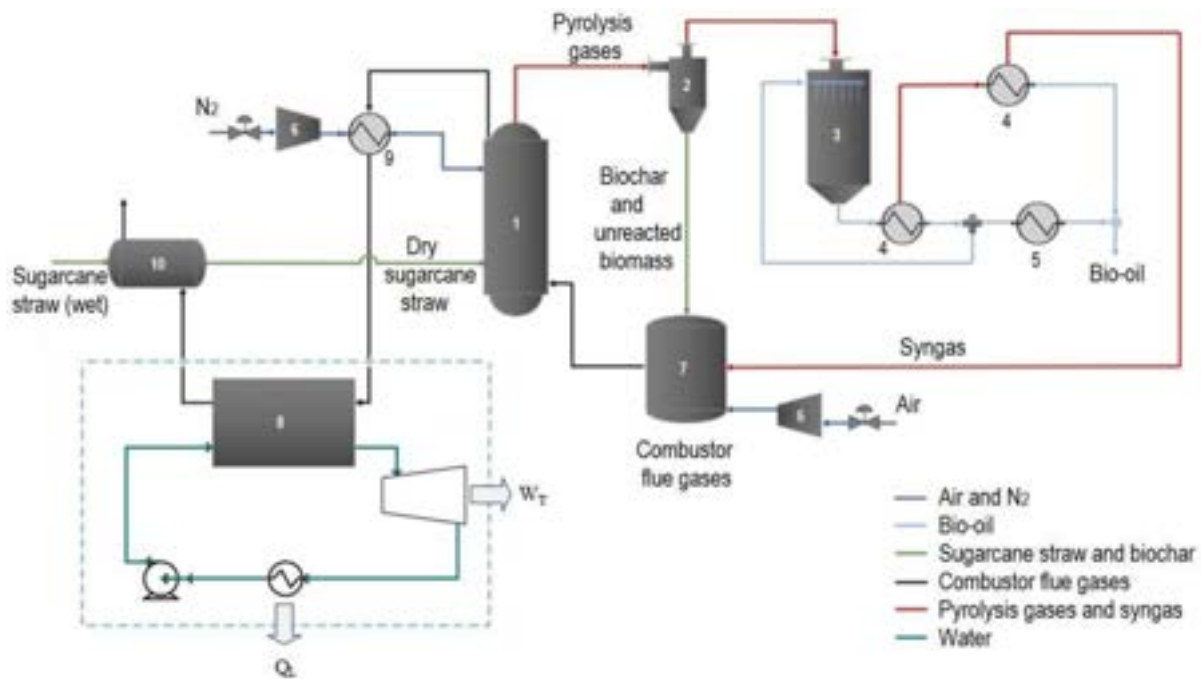 Pyrolysis
gases
2
N2
6
9
3
4
1
Biochar
and
unreacted
biomass
4
5
Bio-oil
10
Dry
sugarcane
straw
Sugarcane
straw (wet)
Syngas
7
6
Air
8
Combustor
flue gases
WT
QL
Air and N2
Bio-oil
Sugarcane straw and biochar
Combustor flue gases
Pyrolysis gases and syngas
Water